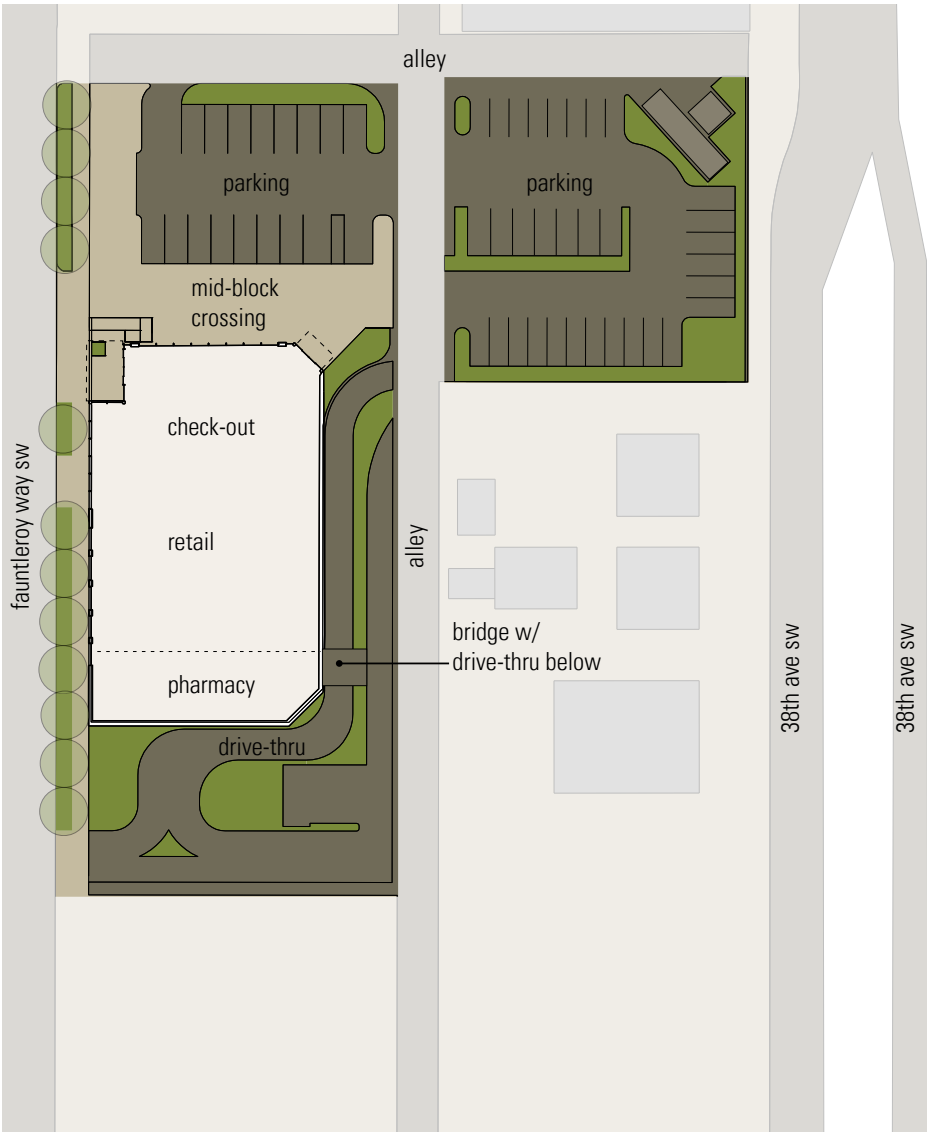 alley
parking
parking
mid-block
crossing
check-out
fauntleroy way sw
retail
alley
bridge w/
drive-thru below
pharmacy
drive-thru
38th ave sw
38th ave sw